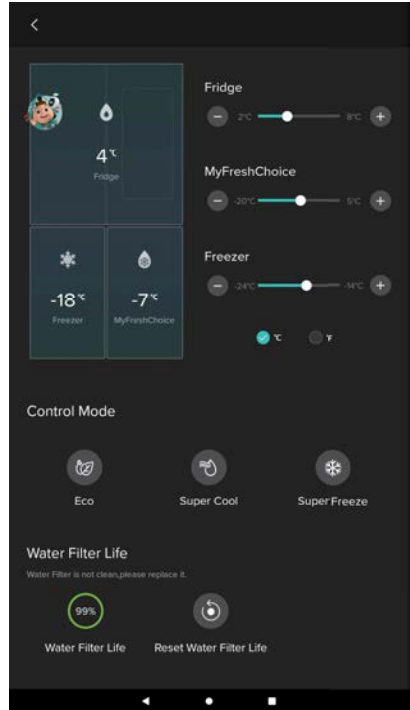 Fridge
2°C
8°C
4°C
Fridge
MyFreshChoice
-20°C
5°C
Freezer
-24°C
-14°C
-18°C
Freezer
-7°C
MyFreshChoice
°C
°F
Control Mode
Eco
Super Cool
Super Freeze
Water Filter Life
Water Filter is not clean,please replace it.
99%
Water Filter Life
Reset Water Filter Life